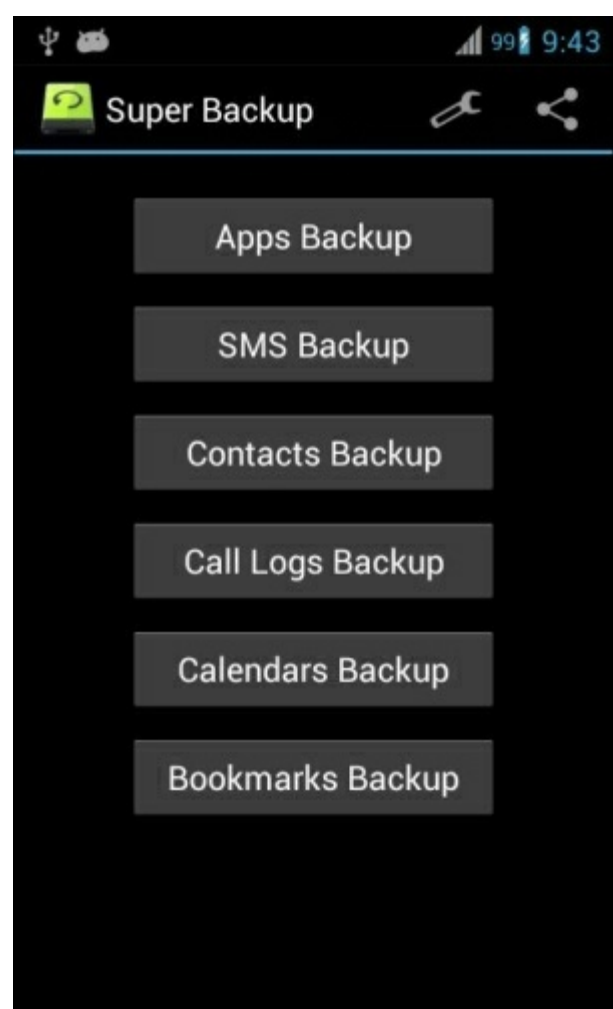 99 9:43
Super Backup
Apps Backup
SMS Backup
Contacts Backup
Call Logs Backup
Calendars Backup
Bookmarks Backup